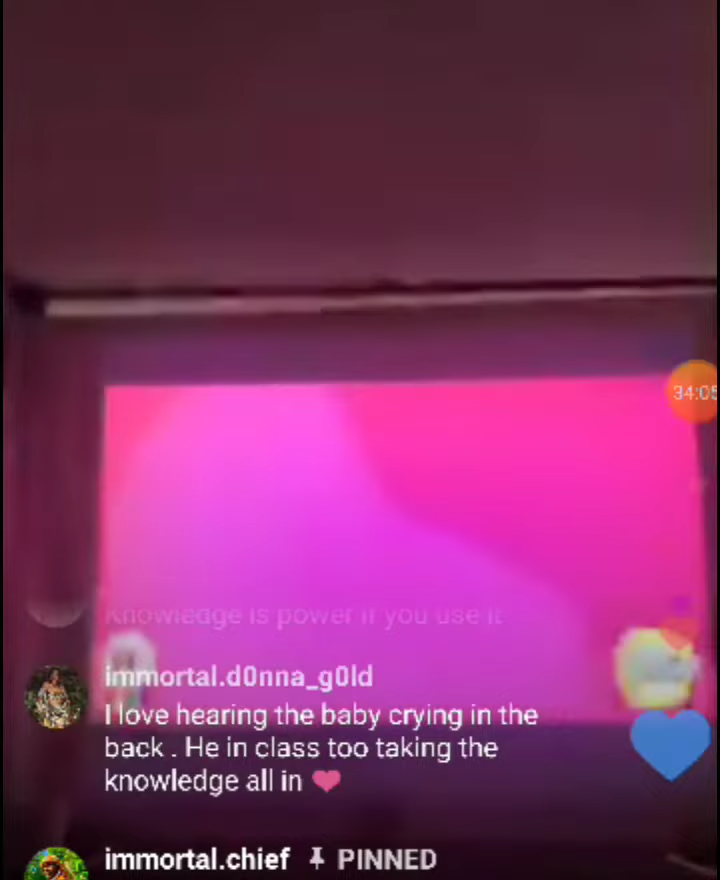 34:05
Knowledge is power if you use it
immortal.d0nna_g0ld
I love hearing the baby crying in the
back . He in class too taking the
knowledge all in ❤
immortal.chief PINNED